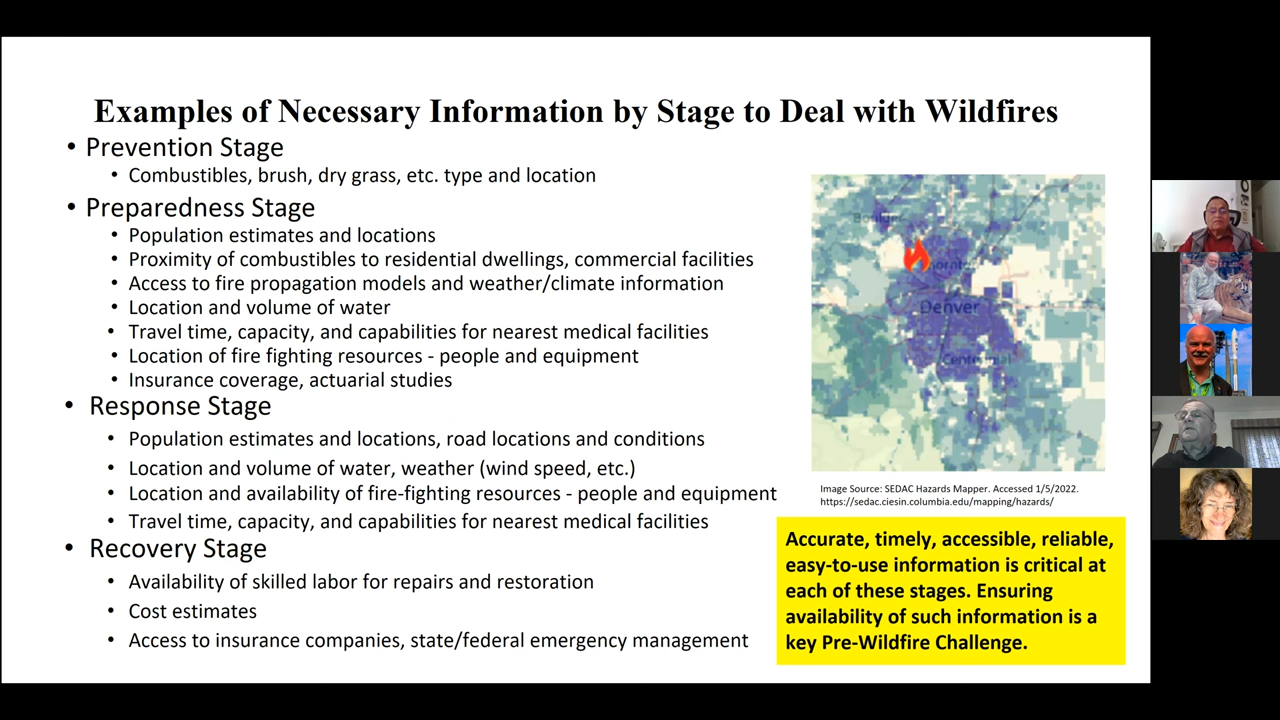 Examples of Necessary Information by Stage to Deal with Wildfires
• Prevention Stage
• Combustibles, brush, dry grass, etc. type and location
• Preparedness Stage
• Population estimates and locations
• Proximity of combustibles to residential dwellings, commercial facilities
• Access to fire propagation models and weather/climate information
• Location and volume of water
• Travel time, capacity, and capabilities for nearest medical facilities
• Location of fire fighting resources - people and equipment
• Insurance coverage, actuarial studies
• Response Stage
• Population estimates and locations, road locations and conditions
• Location and volume of water, weather (wind speed, etc.)
• Location and availability of fire-fighting resources - people and equipment
• Travel time, capacity, and capabilities for nearest medical facilities
• Recovery Stage
• Availability of skilled labor for repairs and restoration
• Cost estimates
• Access to insurance companies, state/federal emergency management
Boulder
Denver
Centennial
Image Source: SEDAC Hazards Mapper. Accessed 1/5/2022.
https://sedac.ciesin.columbia.edu/mapping/hazards/
Accurate, timely, accessible, reliable,
easy-to-use information is critical at
each of these stages. Ensuring
availability of such information is a
key Pre-Wildfire Challenge.